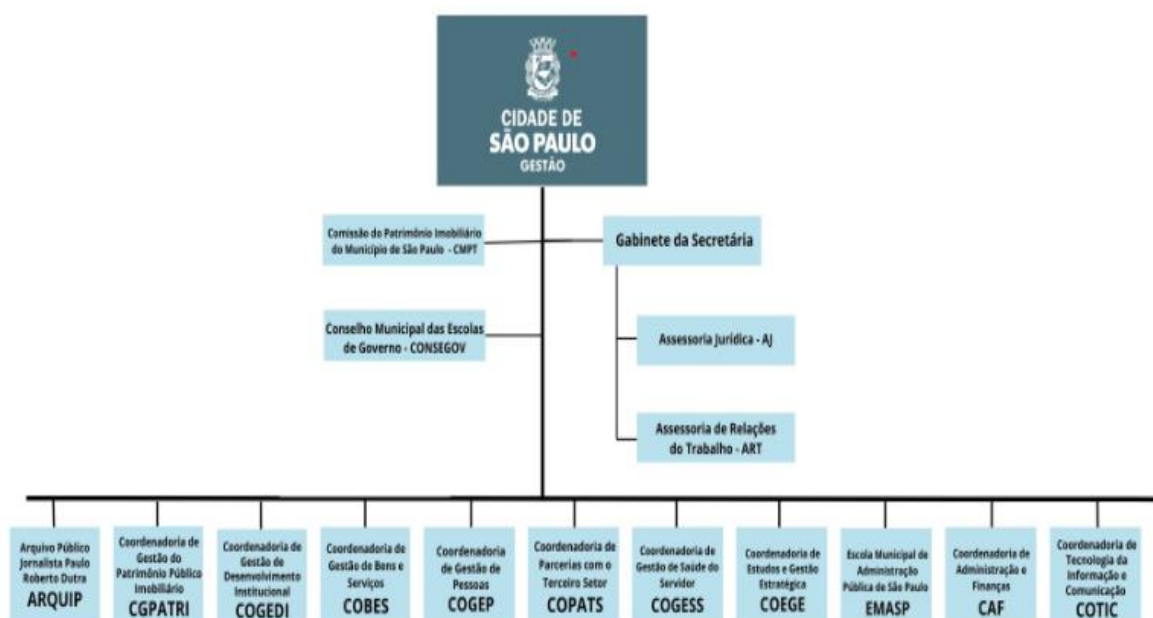 CIDADE DE
SÃO PAULO
GESTÃO
Comissão do Patrimônio Imobiliário
do Município de São Paulo - CMPT
Gabinete da Secretária
Conselho Municipal das Escolas
de Governo - CONSEGOV
Assessoria Jurídica - AJ
Assessoria de Relações
do Trabalho - ART
Arquivo Público
Jornalista Paulo
Roberto Dutra
ARQUIP
Coordenadoria de
Gestão do
Patrimônio Público
Imobiliário
CGPATRI
Coordenadoria de
Gestão de
Desenvolvimento
Institucional
COGEDI
Coordenadoria de
Gestão de Bens e
Serviços
COBES
Coordenadoria
de Gestão de
Pessoas
COGEP
Coordenadoria de
Parcerias com o
Terceiro Setor
COPATS
Coordenadoria de
Gestão de Saúde do
Servidor
COGESS
Coordenadoria de
Estudos e Gestão
Estratégica
COEGE
Escola Municipal de
Administração
Pública de São Paulo
EMASP
Coordenadoria de
Administração e
Finanças
CAF
Coordenadoria de
Tecnologia da
Informação e
Comunicação
COTIC